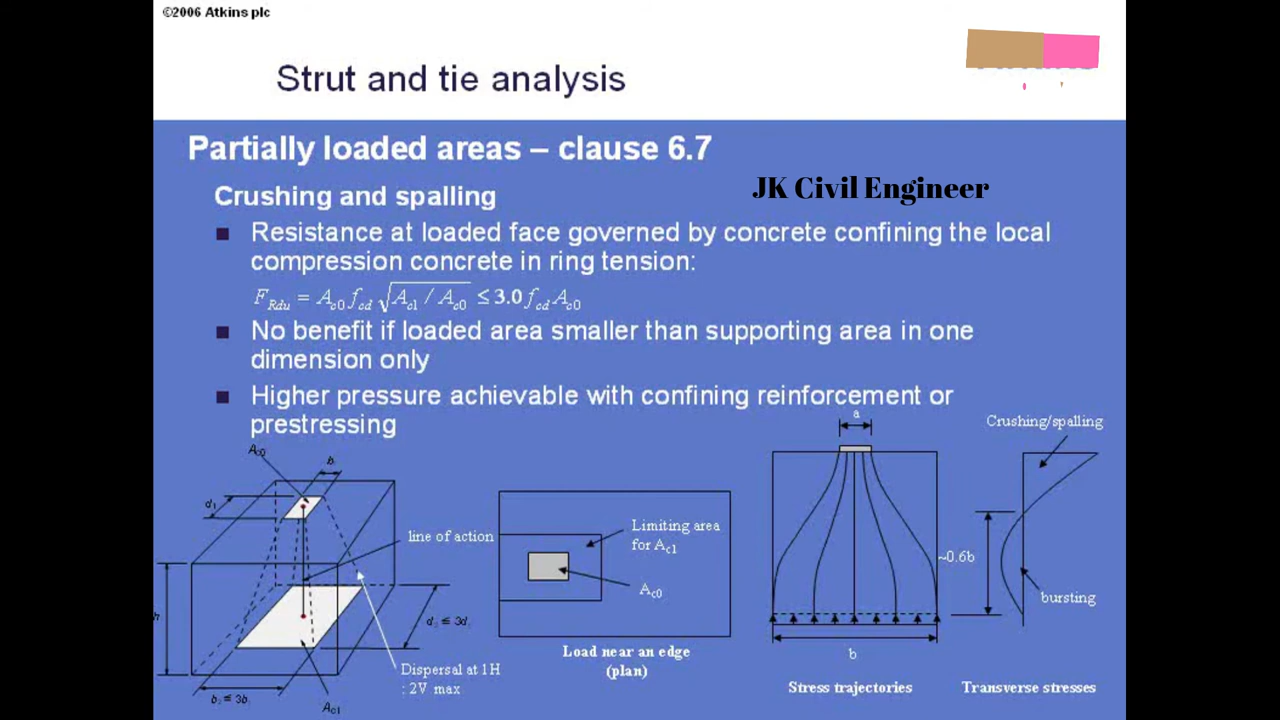 ©2006 Atkins plc
Strut and tie analysis
Partially loaded areas – clause 6.7
JK Civil Engineer
Crushing and spalling
Resistance at loaded face governed by concrete confining the local
compression concrete in ring tension:
F_Rdu = A_c0 f_cd √(A_c1 / A_c0) ≤ 3.0 f_cd A_c0
No benefit if loaded area smaller than supporting area in one
dimension only
Higher pressure achievable with confining reinforcement or
prestressing
a
Crushing/spalling
A_c0
b_1
d_1
line of action
Limiting area
for A_c1
A_c0
~0.6b
bursting
h
d_2 ≤ 3d_1
Load near an edge
(plan)
b
Dispersal at 1H
: 2V max
Stress trajectories
Transverse stresses
b_2 ≤ 3b_1
A_c1